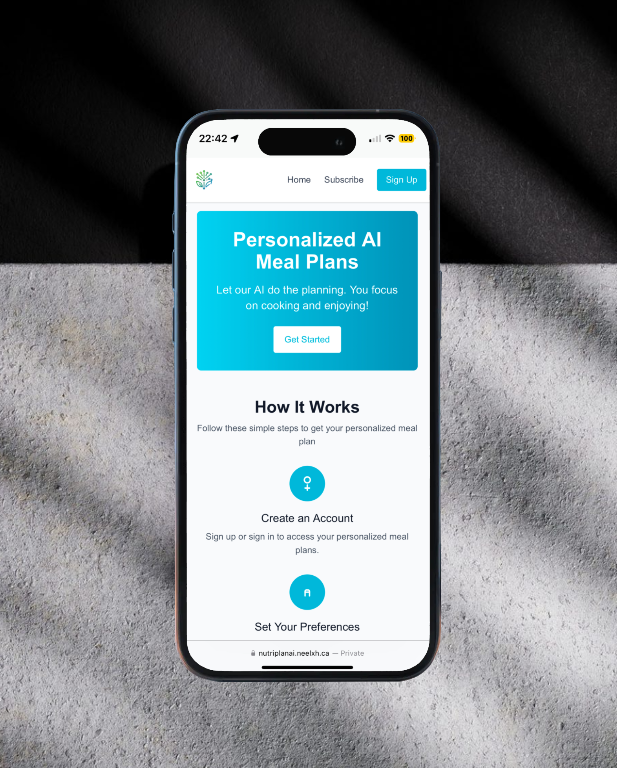 22:42
100
Home Subscribe Sign Up
Personalized AI
Meal Plans
Let our AI do the planning. You focus
on cooking and enjoying!
Get Started
How It Works
Follow these simple steps to get your personalized meal
plan
Create an Account
Sign up or sign in to access your personalized meal
plans.
Set Your Preferences
nutriplanai.neelxh.ca — Private